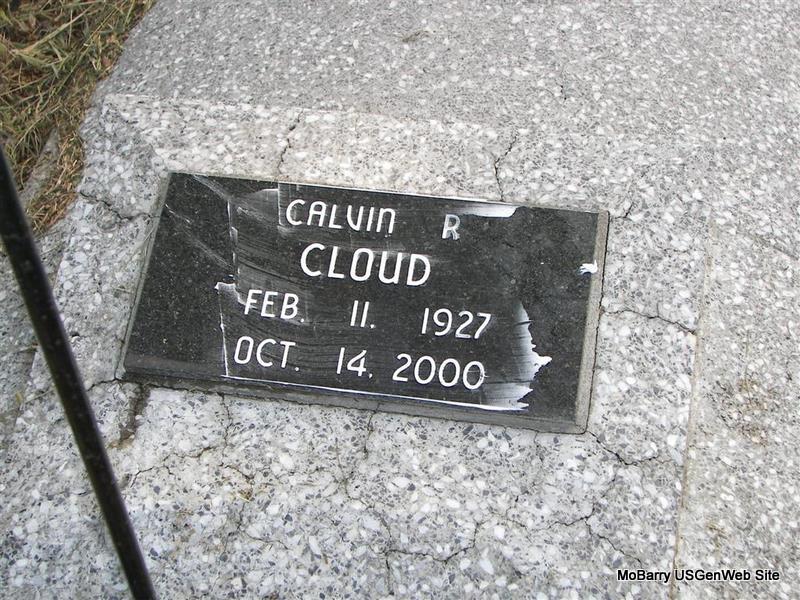 CALVIN R
CLOUD
FEB. 11. 1927
OCT. 14. 2000
MoBarry USGenWeb Site